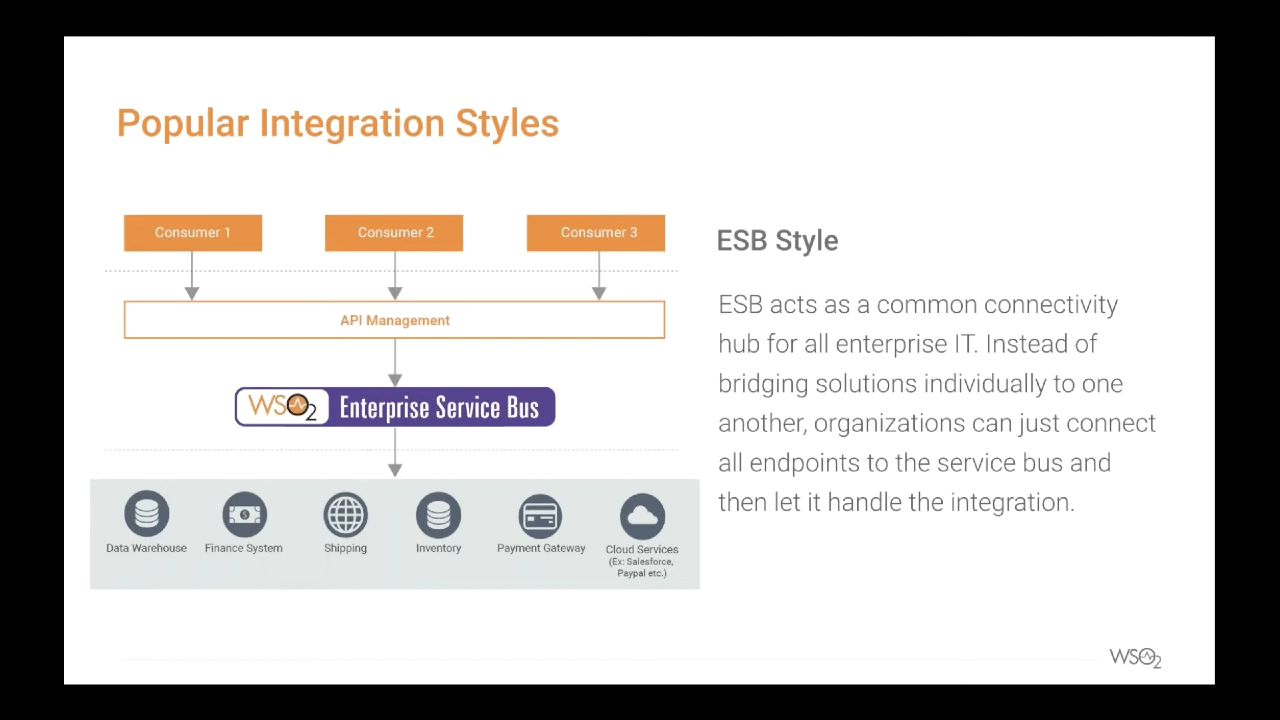 Popular Integration Styles
Consumer 1
Consumer 2
Consumer 3
API Management
WSO2 Enterprise Service Bus
Data Warehouse
Finance System
Shipping
Inventory
Payment Gateway
Cloud Services
(Ex: Salesforce,
Paypal etc.)
ESB Style
ESB acts as a common connectivity
hub for all enterprise IT. Instead of
bridging solutions individually to one
another, organizations can just connect
all endpoints to the service bus and
then let it handle the integration.
WSO2